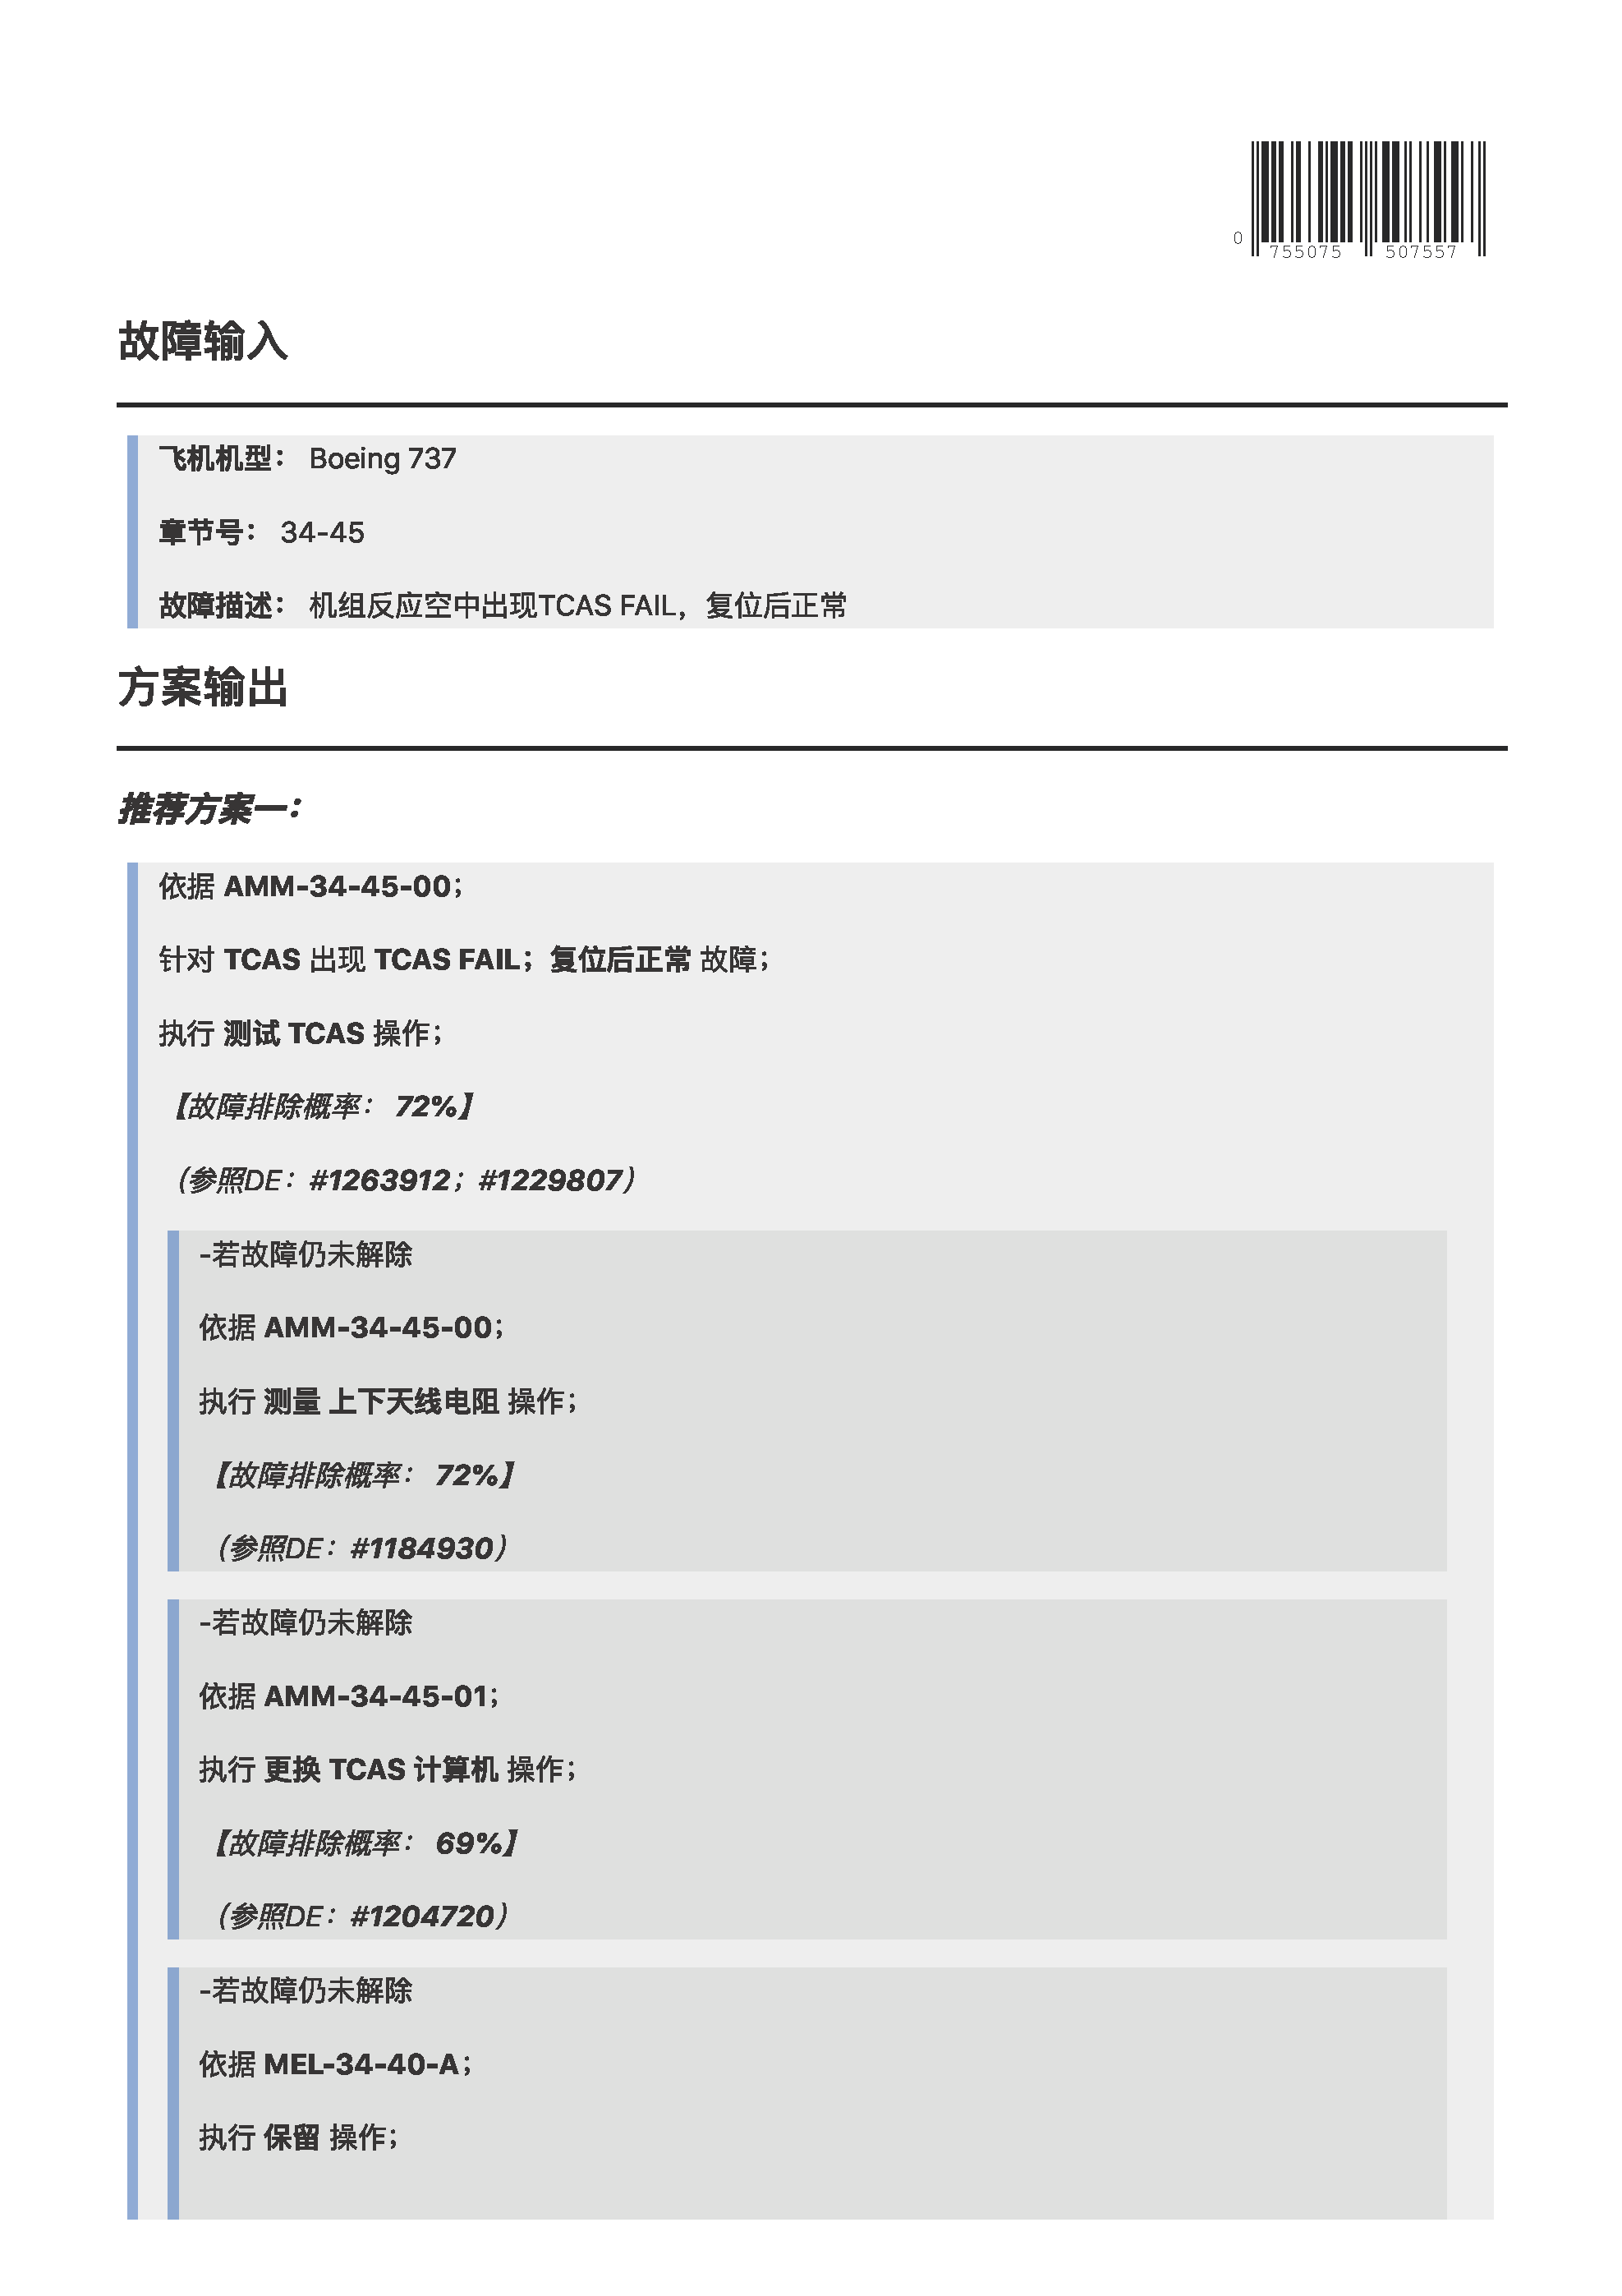 0 755075 507557
故障输入
飞机机型： Boeing 737
章节号： 34-45
故障描述： 机组反应空中出现TCAS FAIL，复位后正常
方案输出
推荐方案一：
依据 AMM-34-45-00；
针对 TCAS 出现 TCAS FAIL；复位后正常 故障；
执行 测试 TCAS 操作；
【故障排除概率： 72%】
（参照DE：#1263912；#1229807）
-若故障仍未解除
依据 AMM-34-45-00；
执行 测量 上下天线电阻 操作；
【故障排除概率： 72%】
（参照DE：#1184930）
-若故障仍未解除
依据 AMM-34-45-01；
执行 更换 TCAS 计算机 操作；
【故障排除概率： 69%】
（参照DE：#1204720）
-若故障仍未解除
依据 MEL-34-40-A；
执行 保留 操作；